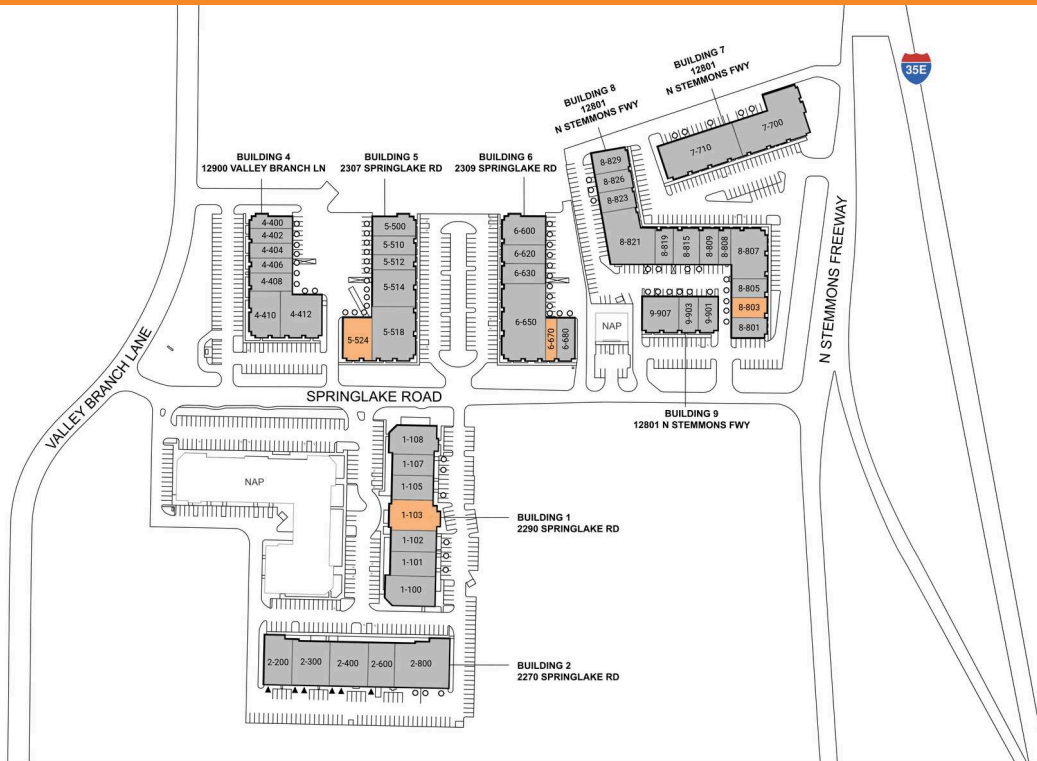 35E
BUILDING 7
12801
N STEMMONS FWY
BUILDING 8
12801
N STEMMONS FWY
7-700
7-710
BUILDING 4
12900 VALLEY BRANCH LN
BUILDING 5
2307 SPRINGLAKE RD
BUILDING 6
2309 SPRINGLAKE RD
8-829
8-826
8-823
8-821
8-819
8-815
8-809
8-808
8-807
8-805
8-803
8-801
4-400
4-402
4-404
4-406
4-408
4-410
4-412
5-500
5-510
5-512
5-514
5-518
5-524
6-600
6-620
6-630
6-650
6-670
6-680
NAP
9-907
9-903
9-901
N STEMMONS FREEWAY
VALLEY BRANCH LANE
SPRINGLAKE ROAD
BUILDING 9
12801 N STEMMONS FWY
NAP
1-108
1-107
1-105
1-103
1-102
1-101
1-100
BUILDING 1
2290 SPRINGLAKE RD
2-200
2-300
2-400
2-600
2-800
BUILDING 2
2270 SPRINGLAKE RD